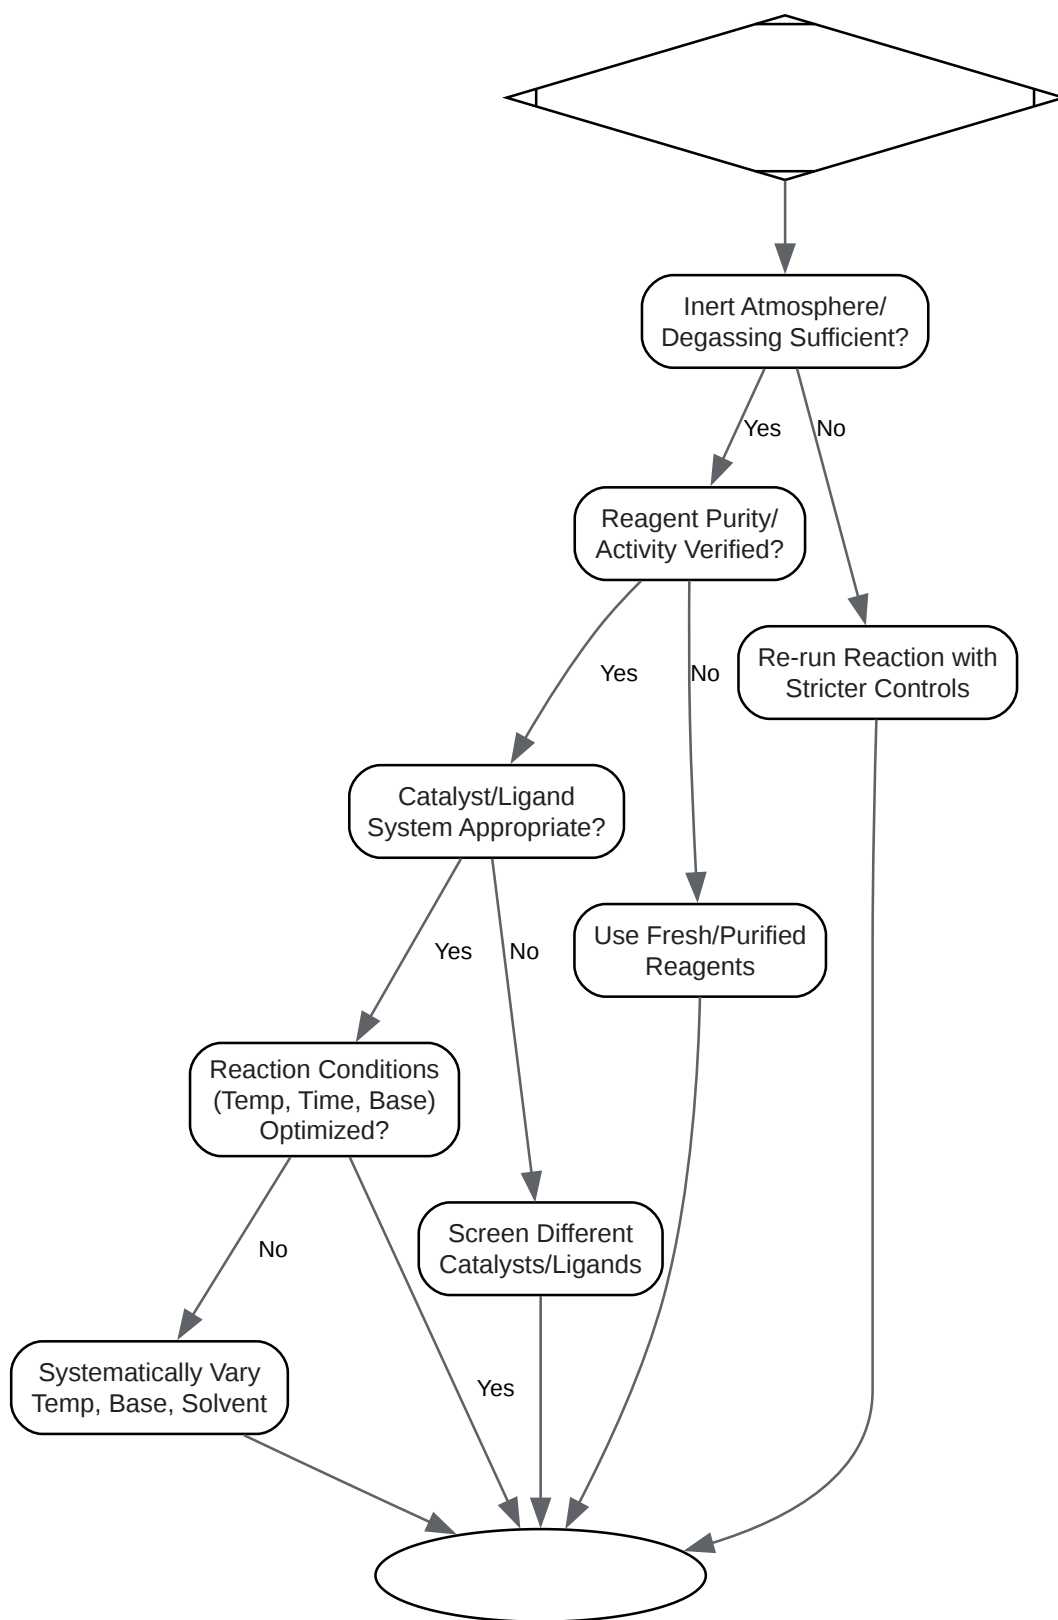 Inert Atmosphere/
Degassing Sufficient?
Yes
No
Reagent Purity/
Activity Verified?
Re-run Reaction with
Stricter Controls
Yes
No
Catalyst/Ligand
System Appropriate?
Use Fresh/Purified
Reagents
Yes
No
Reaction Conditions
(Temp, Time, Base)
Optimized?
Screen Different
Catalysts/Ligands
No
Systematically Vary
Temp, Base, Solvent
Yes